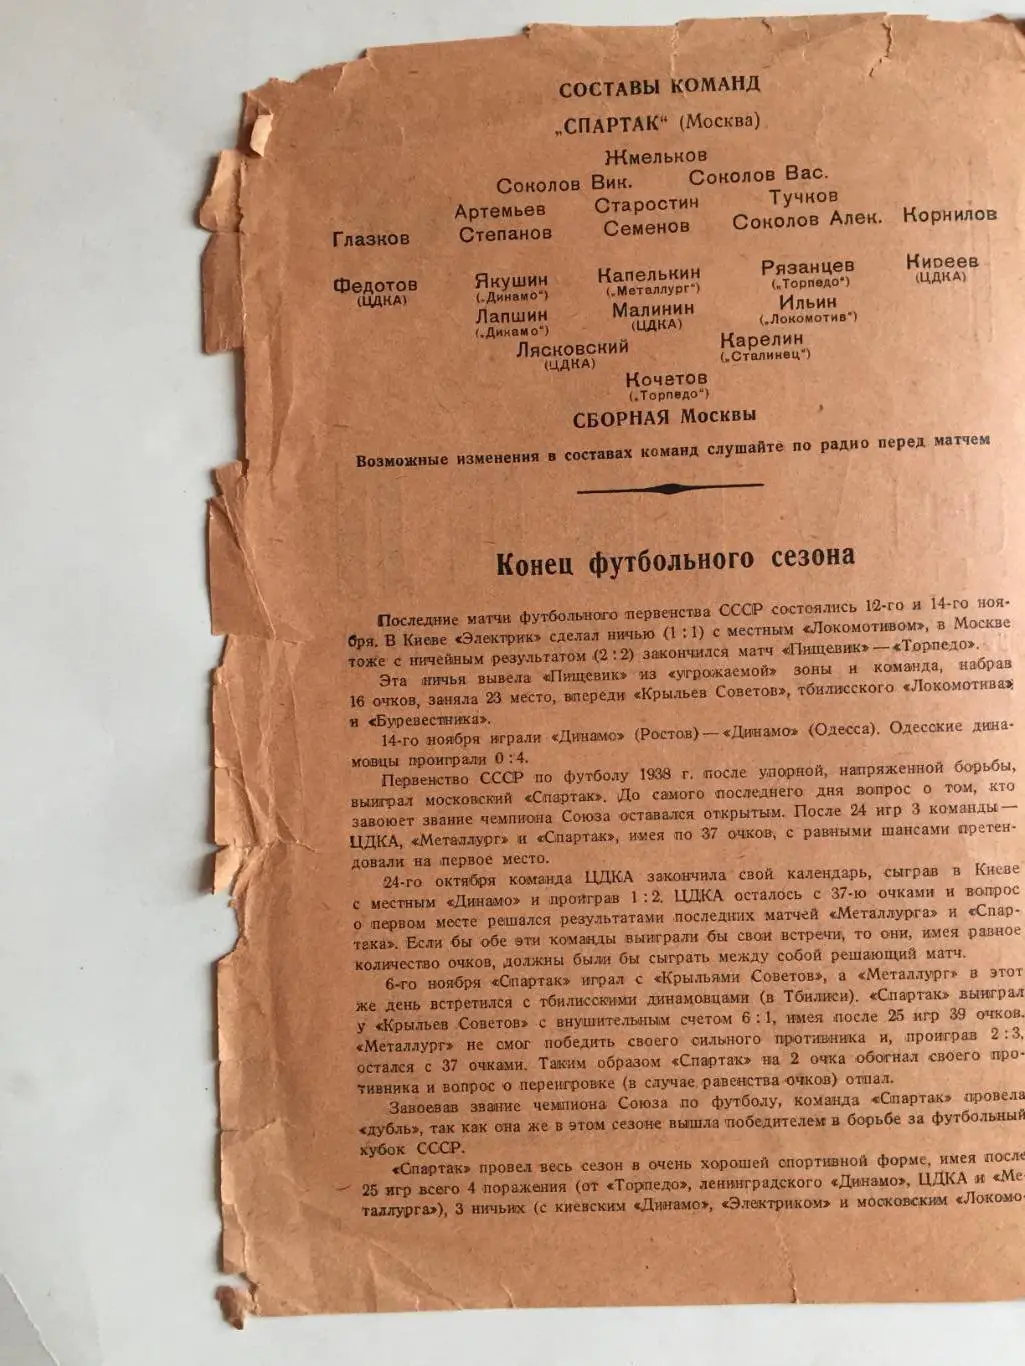 СОСТАВЫ КОМАНД
„СПАРТАК“ (Москва)
Жмельков
Соколов Вик. Соколов Вас.
Артемьев Старостин Тучков
Глазков Степанов Семенов Соколов Алек. Корнилов
Федотов Якушин Капелькин Рязанцев Киреев
(ЦДКА) („Динамо“) („Металлург“) („Торпедо“) (ЦДКА)
Лапшин Малинин Ильин
(„Динамо“) (ЦДКА) („Локомотив“)
Лясковский Карелин
(ЦДКА) („Сталинец“)
Кочетов
(„Торпедо“)
СБОРНАЯ Москвы
Возможные изменения в составах команд слушайте по радио перед матчем
Конец футбольного сезона
Последние матчи футбольного первенства СССР состоялись 12-го и 14-го ноя-
бря. В Киеве «Электрик» сделал ничью (1 : 1) с местным «Локомотивом», в Москве
тоже с ничейным результатом (2 : 2) закончился матч «Пищевик» — «Торпедо».
Эта ничья вывела «Пищевик» из «угрожаемой» зоны и команда, набрав
16 очков, заняла 23 место, впереди «Крыльев Советов», тбилисского «Локомотива»
и «Буревестника».
14-го ноября играли «Динамо» (Ростов) — «Динамо» (Одесса). Одесские дина-
мовцы проиграли 0 : 4.
Первенство СССР по футболу 1938 г. после упорной, напряженной борьбы,
выиграл московский «Спартак». До самого последнего дня вопрос о том, кто
завоюет звание чемпиона Союза оставался открытым. После 24 игр 3 команды —
ЦДКА, «Металлург» и «Спартак», имея по 37 очков, с равными шансами претен-
довали на первое место.
24-го октября команда ЦДКА закончила свой календарь, сыграв в Киеве
с местным «Динамо» и проиграв 1 : 2. ЦДКА осталось с 37-ю очками и вопрос
о первом месте решался результатами последних матчей «Металлурга» и «Спар-
така». Если бы обе эти команды выиграли бы свои встречи, то они, имея равное
количество очков, должны были бы сыграть между собой решающий матч.
6-го ноября «Спартак» играл с «Крыльями Советов», а «Металлург» в этот
же день встретился с тбилисскими динамовцами (в Тбилиси). «Спартак» выиграл
у «Крыльев Советов» с внушительным счетом 6 : 1, имея после 25 игр 39 очков.
«Металлург» не смог победить своего сильного противника и, проиграв 2 : 3,
остался с 37 очками. Таким образом «Спартак» на 2 очка обогнал своего про-
тивника и вопрос о переигровке (в случае равенства очков) отпал.
Завоевав звание чемпиона Союза по футболу, команда «Спартак» провела
«дубль», так как она же в этом сезоне вышла победителем в борьбе за футбольный
кубок СССР.
«Спартак» провел весь сезон в очень хорошей спортивной форме, имея после
25 игр всего 4 поражения (от «Торпедо», ленинградского «Динамо», ЦДКА и «Ме-
таллурга»), 3 ничьих (с киевским «Динамо», «Электриком» и московским «Локомо-